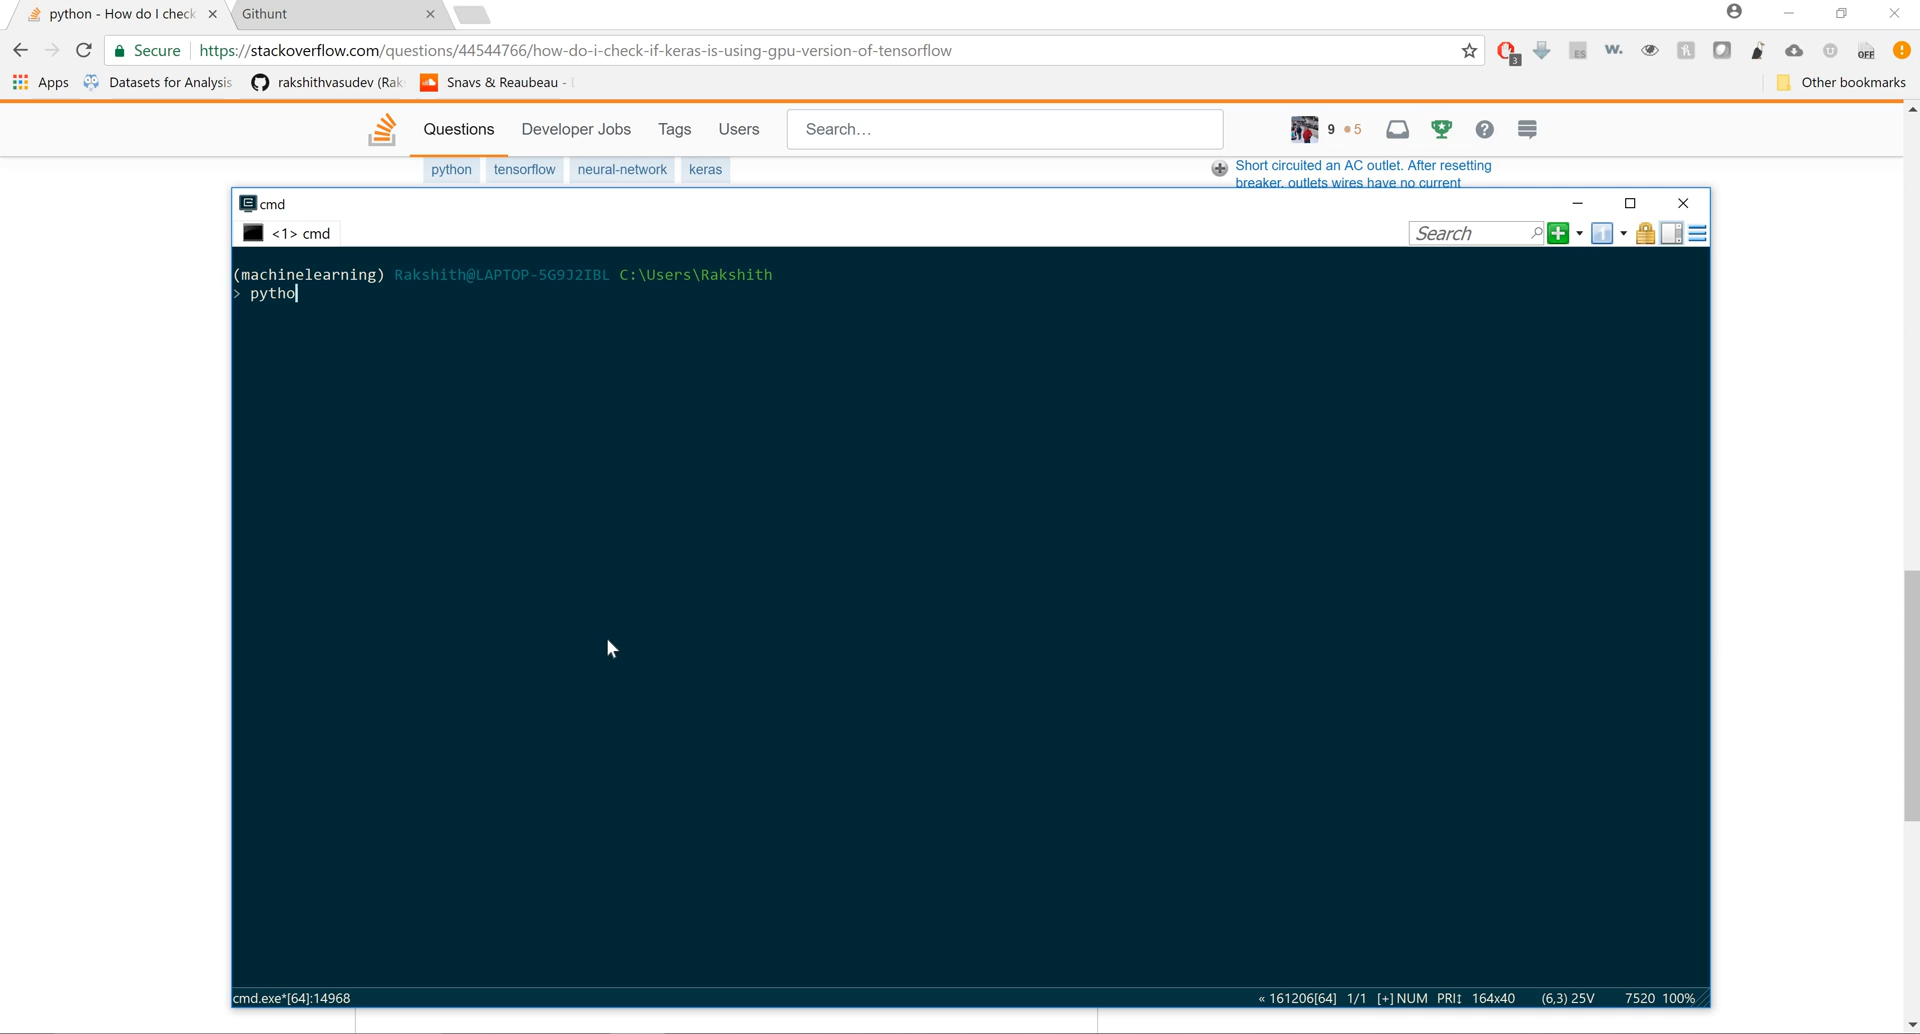 python - How do I check
Githunt
Secure
https://stackoverflow.com/questions/44544766/how-do-i-check-if-keras-is-using-gpu-version-of-tensorflow
3
ES
W.
OFF
Apps
Datasets for Analysis
rakshithvasudev (Rak
Snavs & Reaubeau -
Other bookmarks
Questions
Developer Jobs
Tags
Users
Search...
9
5
python
tensorflow
neural-network
keras
Short circuited an AC outlet. After resetting
breaker, outlets wires have no current
cmd
<1> cmd
Search
1
(machinelearning) Rakshith@LAPTOP-5G9J2IBL C:\Users\Rakshith
> pytho
cmd.exe*[64]:14968
« 161206[64] 1/1 [+] NUM PRI↕ 164x40 (6,3) 25V 7520 100%